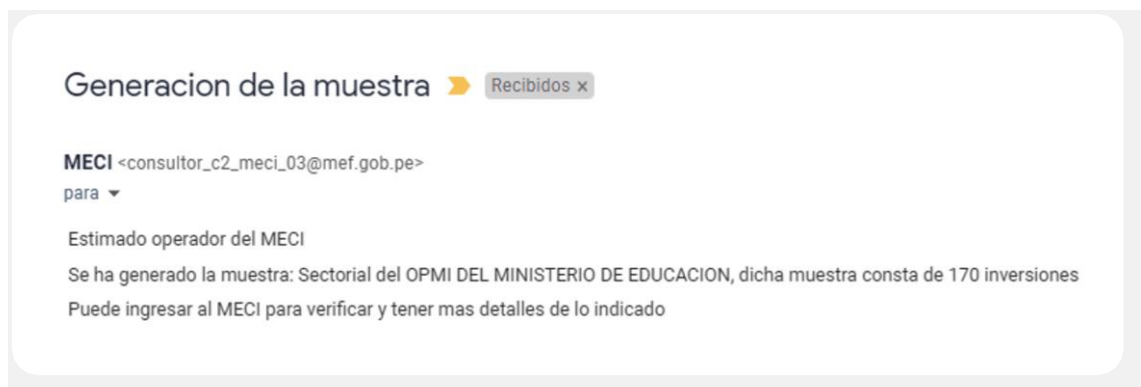 Generacion de la muestra Recibidos x
MECI <consultor_c2_meci_03@mef.gob.pe>
para
Estimado operador del MECI
Se ha generado la muestra: Sectorial del OPMI DEL MINISTERIO DE EDUCACION, dicha muestra consta de 170 inversiones
Puede ingresar al MECI para verificar y tener mas detalles de lo indicado